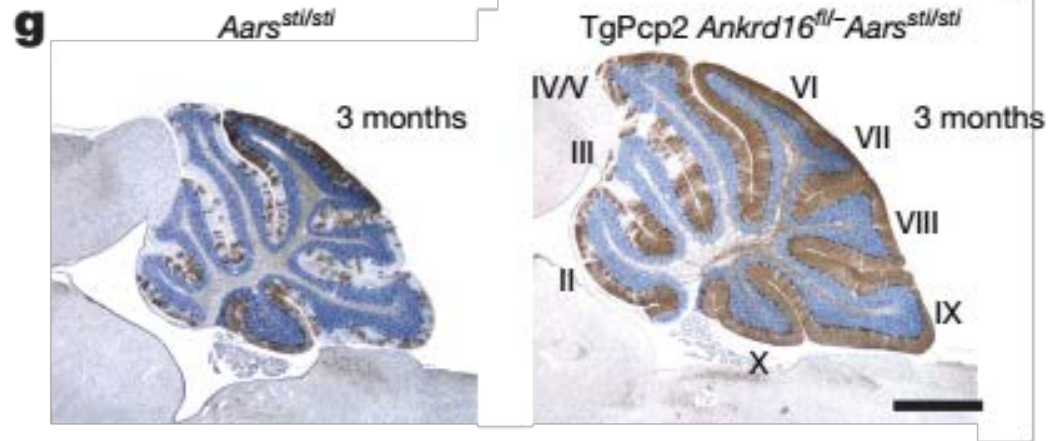 g
Aars^sti/sti
3 months
TgPcp2 Ankrd16^fl/–Aars^sti/sti
IV/V
VI
3 months
VII
III
VIII
II
IX
X